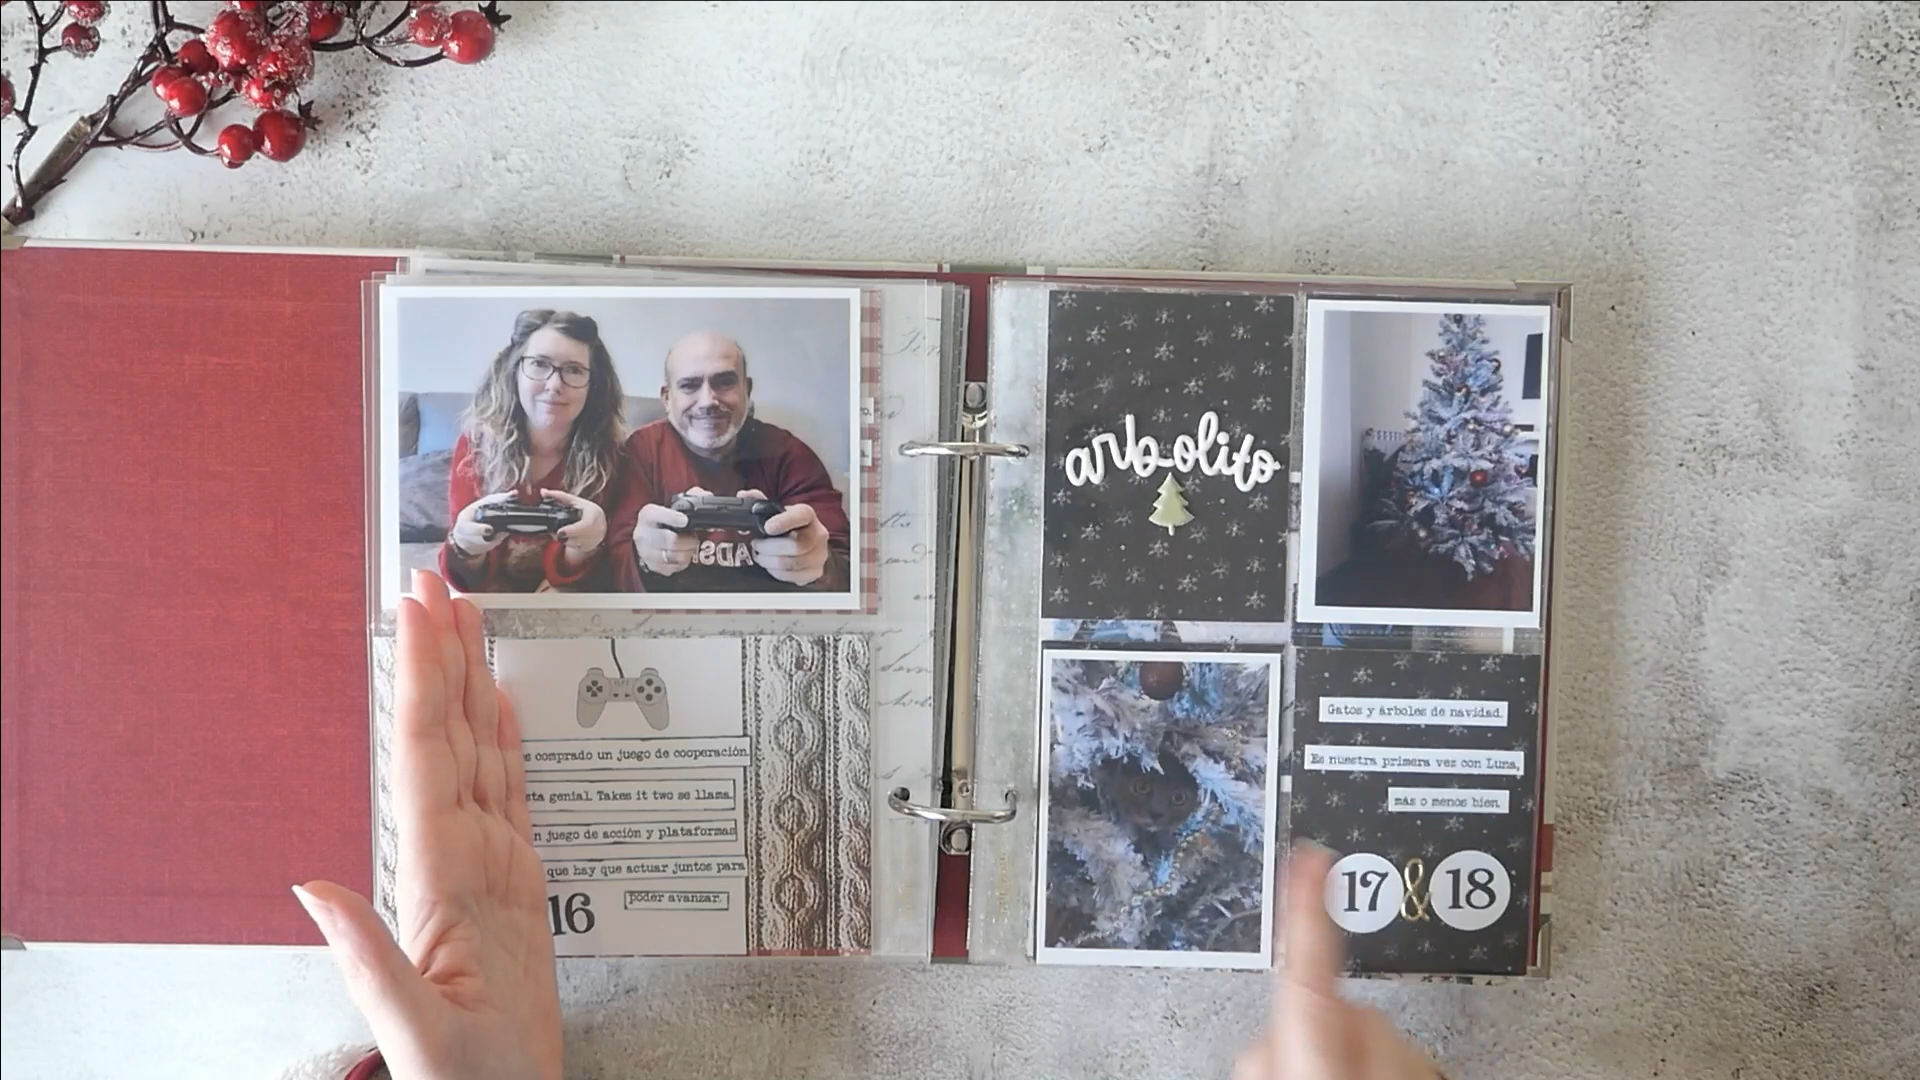 s comprado un juego de cooperación.
sta genial. Takes it two se llama.
n juego de acción y plataformas
que hay que actuar juntos para
poder avanzar.
16
arbolito
Gatos y árboles de navidad.
Es nuestra primera vez con Luna,
más o menos bien.
17 & 18